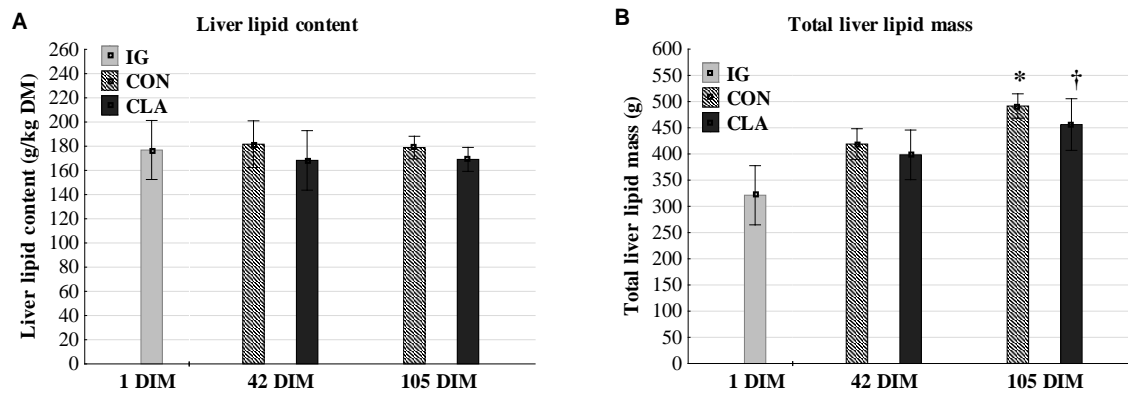 A
Liver lipid content
Liver lipid content (g/kg DM)
260
240
220
200
180
160
140
120
100
80
60
40
20
0
IG
CON
CLA
1 DIM
42 DIM
105 DIM
B
Total liver lipid mass
Total liver lipid mass (g)
600
550
500
450
400
350
300
250
200
150
100
50
0
IG
CON
CLA
*
†
1 DIM
42 DIM
105 DIM